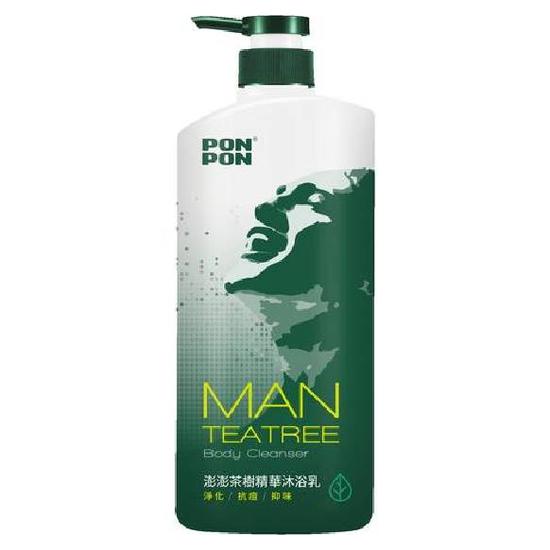 PON®
PON
MAN
TEATREE
Body Cleanser
澎澎茶樹精華沐浴乳
淨化 / 抗痘 / 抑味